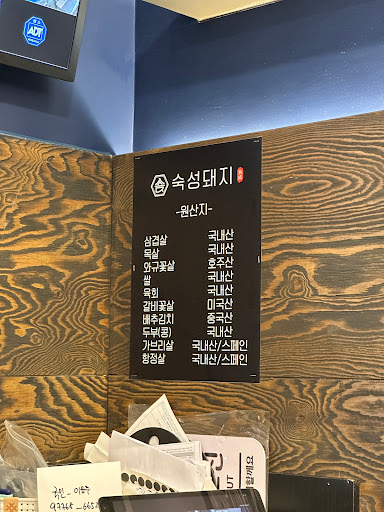 ADT
숙성돼지
-원산지-
삼겹살 국내산
목살 국내산
와규꽃살 호주산
쌀 국내산
육회 국내산
갈비꽃살 미국산
배추김치 중국산
두부(콩) 국내산
가브리살 국내산/스페인
항정살 국내산/스페인